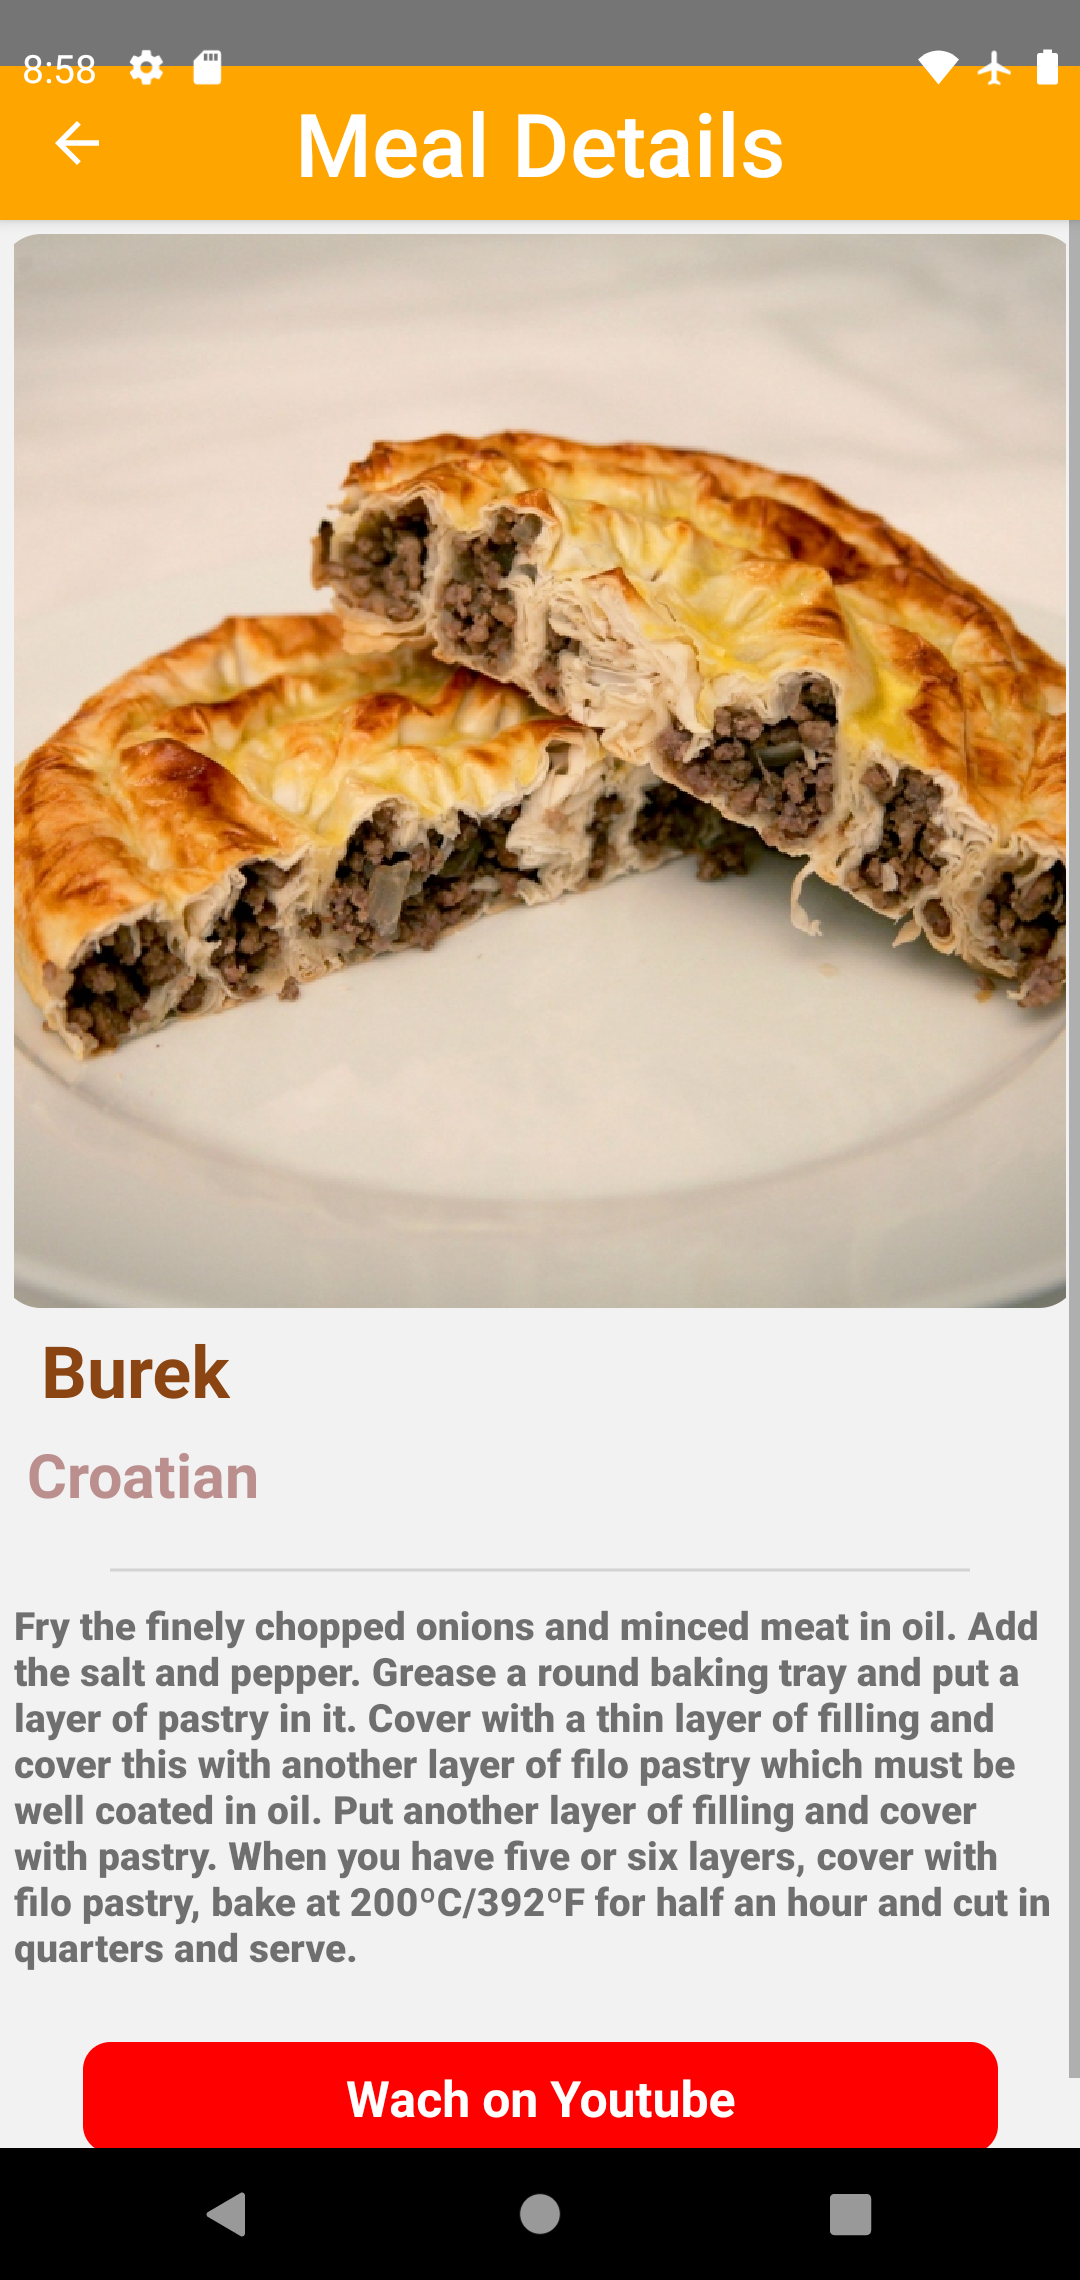 8:58
Meal Details
Burek
Croatian
Fry the finely chopped onions and minced meat in oil. Add
the salt and pepper. Grease a round baking tray and put a
layer of pastry in it. Cover with a thin layer of filling and
cover this with another layer of filo pastry which must be
well coated in oil. Put another layer of filling and cover
with pastry. When you have five or six layers, cover with
filo pastry, bake at 200ºC/392ºF for half an hour and cut in
quarters and serve.
Wach on Youtube